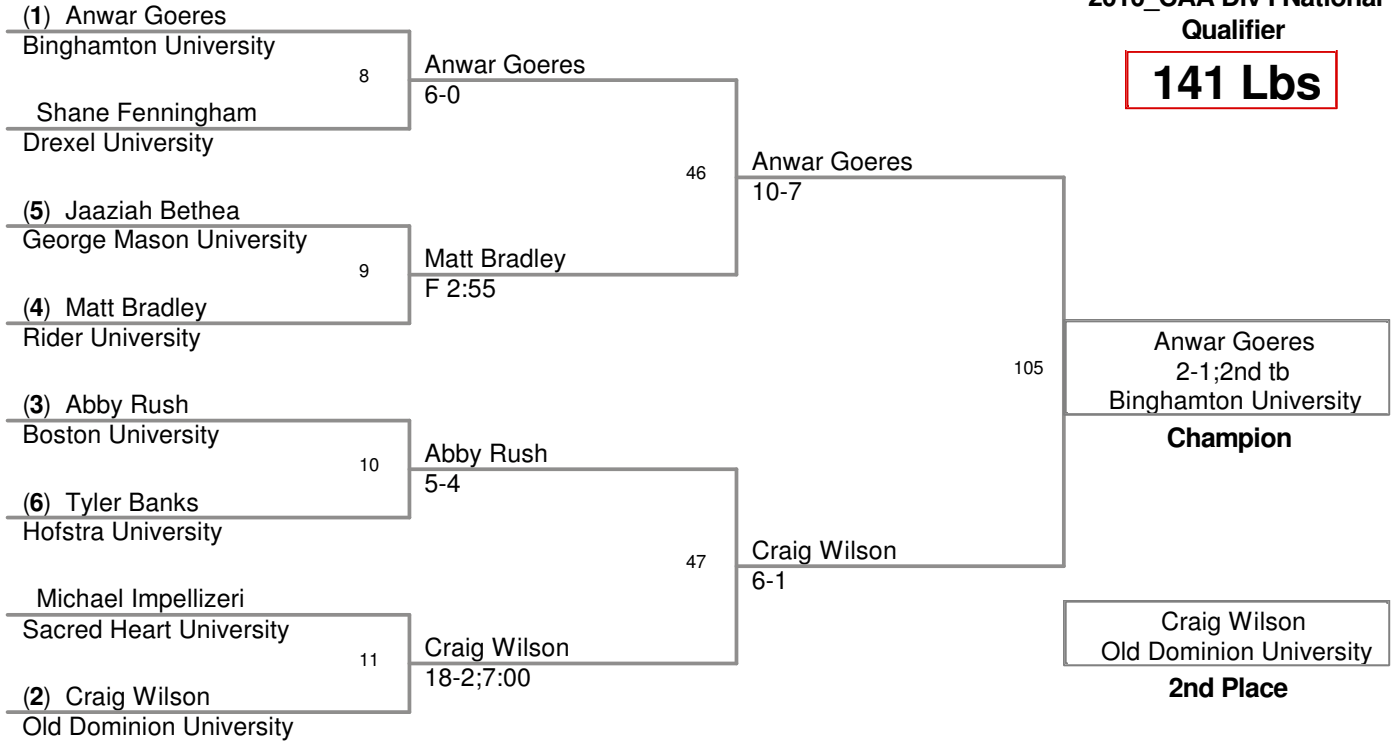 2010_CAA Div I National
Qualifier
141 Lbs
(1) Anwar Goeres
Binghamton University
8
Shane Fenningham
Drexel University
Anwar Goeres
6-0
(5) Jaaziah Bethea
George Mason University
9
(4) Matt Bradley
Rider University
Matt Bradley
F 2:55
46
Anwar Goeres
10-7
(3) Abby Rush
Boston University
10
(6) Tyler Banks
Hofstra University
Abby Rush
5-4
Michael Impellizeri
Sacred Heart University
11
(2) Craig Wilson
Old Dominion University
Craig Wilson
18-2;7:00
47
Craig Wilson
6-1
105
Anwar Goeres
2-1;2nd tb
Binghamton University
Champion
Craig Wilson
Old Dominion University
2nd Place